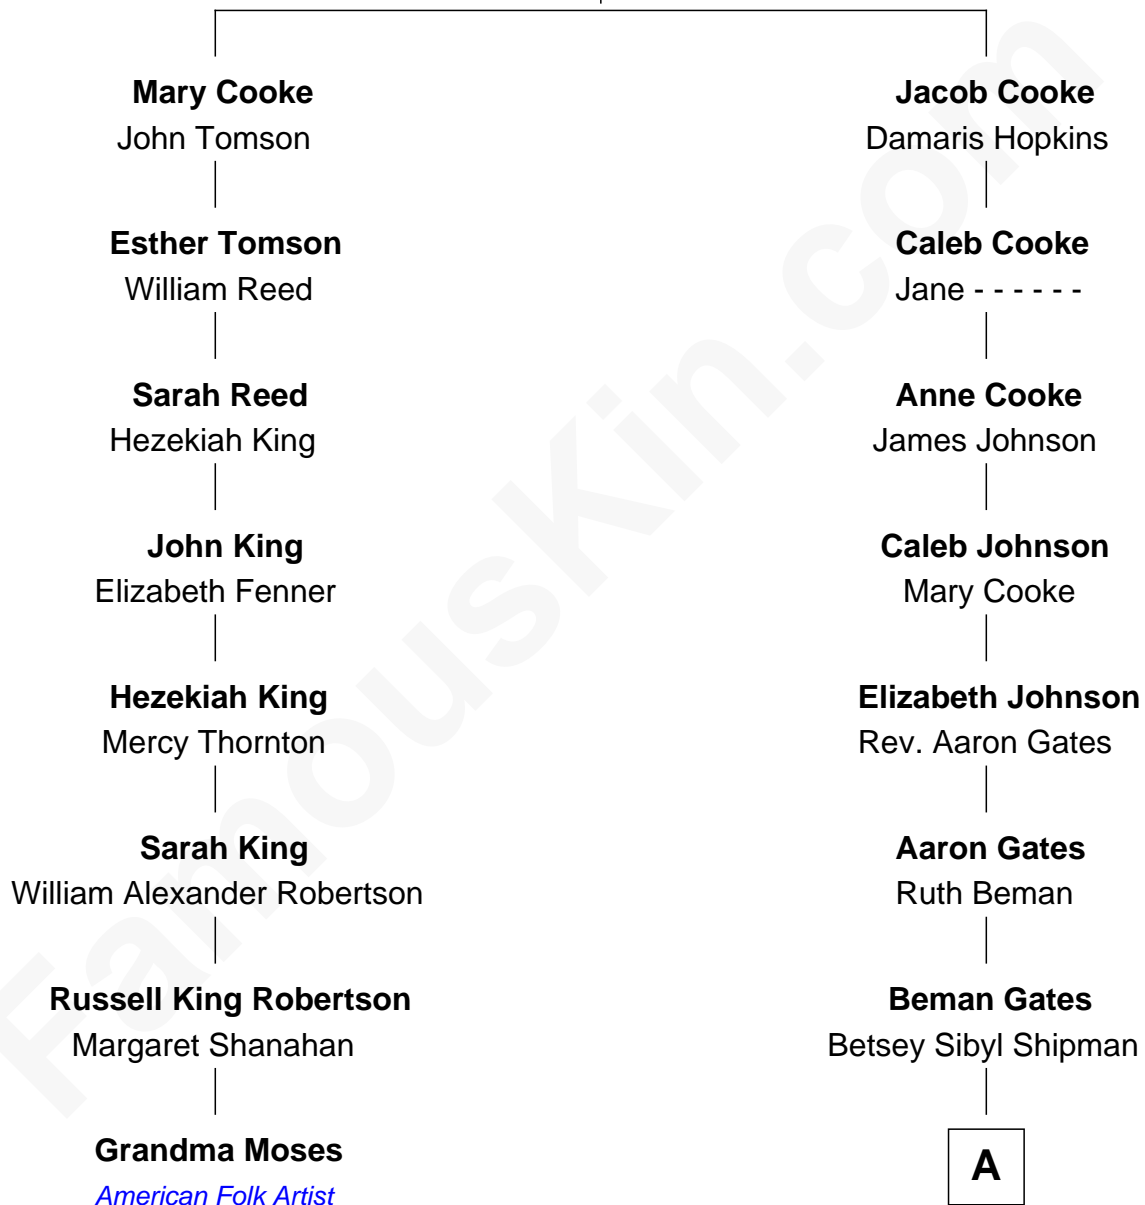 Mary Cooke
John Tomson
Esther Tomson
William Reed
Sarah Reed
Hezekiah King
John King
Elizabeth Fenner
Hezekiah King
Mercy Thornton
Sarah King
William Alexander Robertson
Russell King Robertson
Margaret Shanahan
Grandma Moses
American Folk Artist
Jacob Cooke
Damaris Hopkins
Caleb Cooke
Jane - - - - - -
Anne Cooke
James Johnson
Caleb Johnson
Mary Cooke
Elizabeth Johnson
Rev. Aaron Gates
Aaron Gates
Ruth Beman
Beman Gates
Betsey Sibyl Shipman
A
FamousKin.com